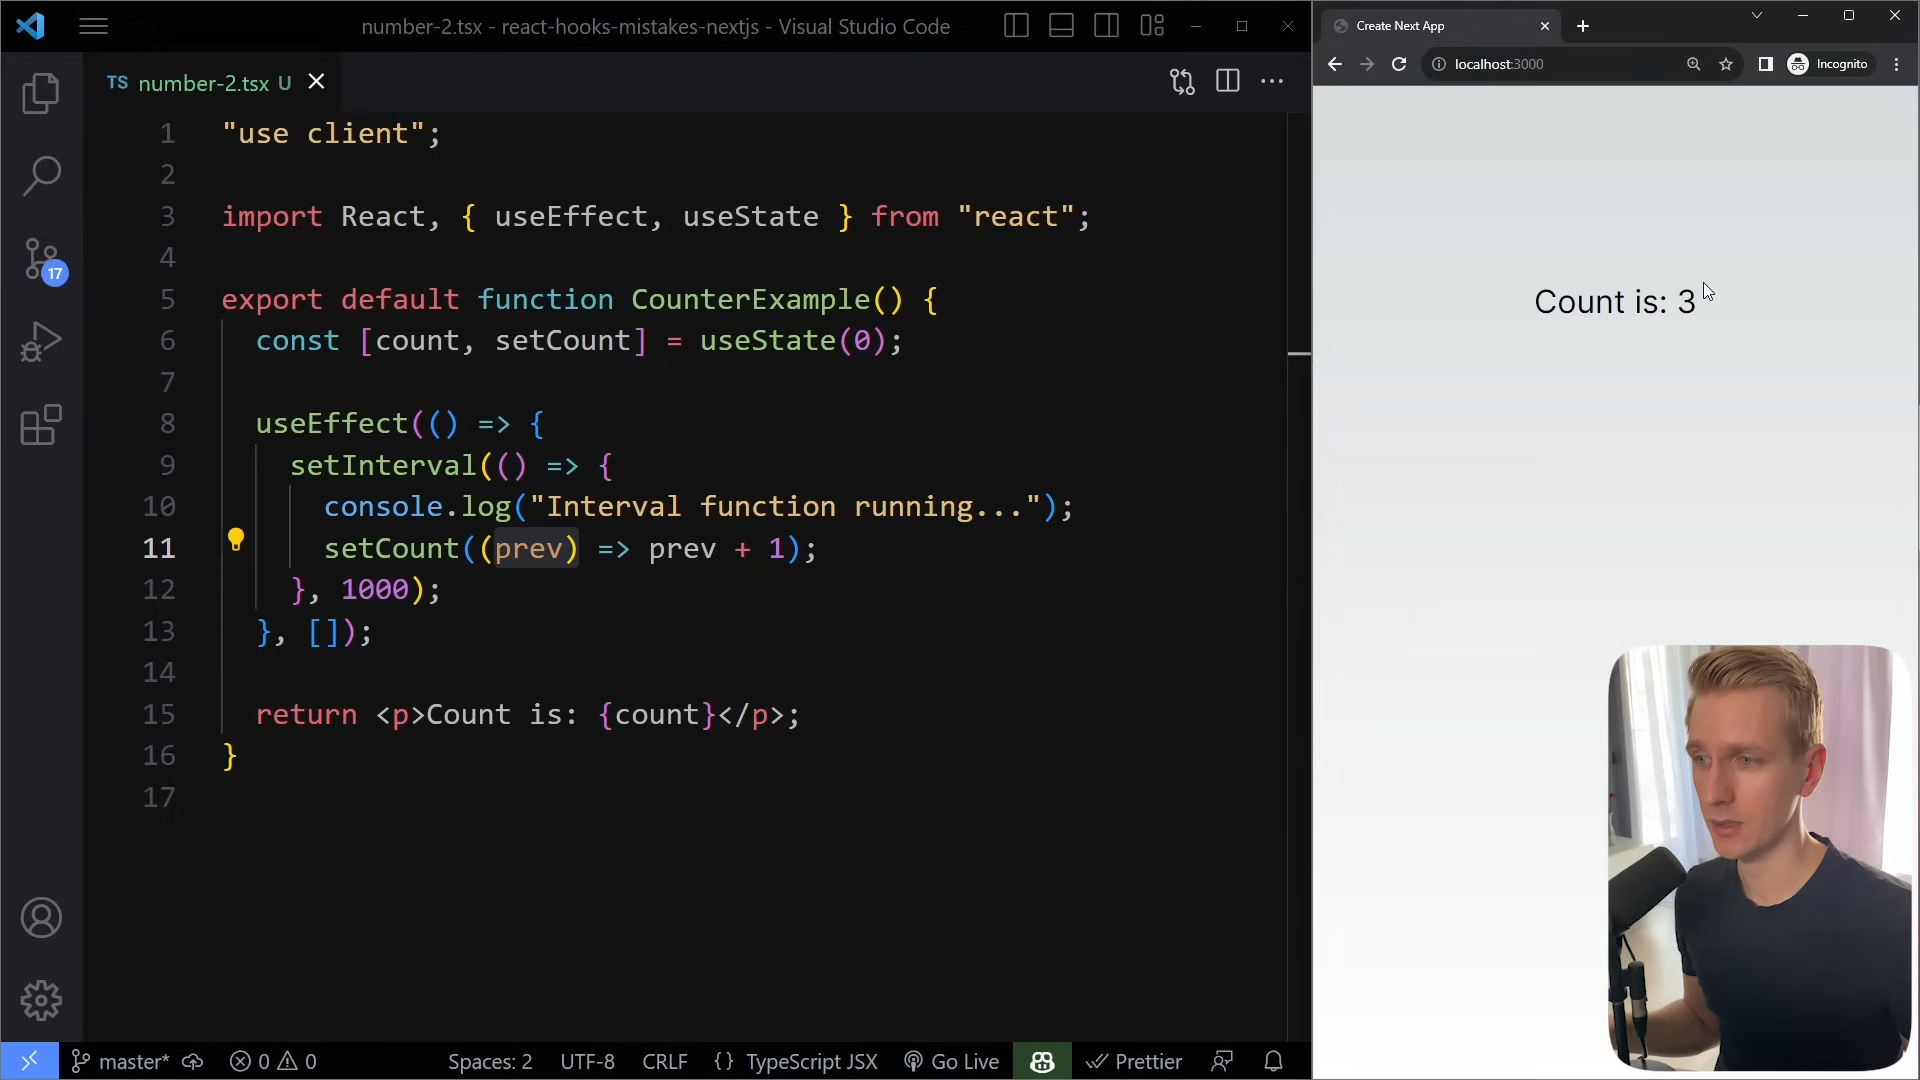 number-2.tsx - react-hooks-mistakes-nextjs - Visual Studio Code
TS number-2.tsx U
1 "use client";
2
3 import React, { useEffect, useState } from "react";
4
5 export default function CounterExample() {
6 const [count, setCount] = useState(0);
7
8 useEffect(() => {
9 setInterval(() => {
10 console.log("Interval function running...");
11 setCount((prev) => prev + 1);
12 }, 1000);
13 }, []);
14
15 return <p>Count is: {count}</p>;
16 }
17
17
master* 0 0 Spaces: 2 UTF-8 CRLF {} TypeScript JSX Go Live Prettier
Create Next App
localhost:3000 Incognito
Count is: 3